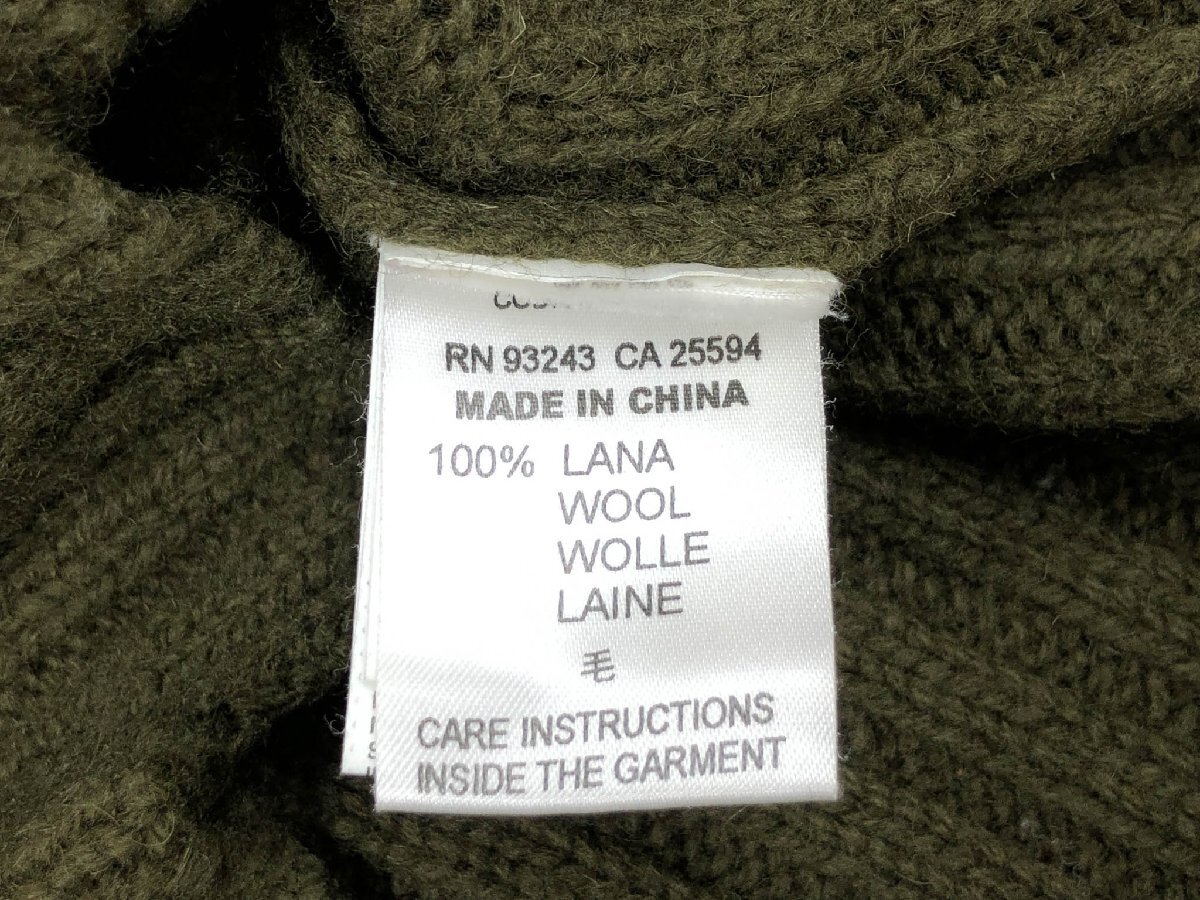 RN 93243 CA 25594
MADE IN CHINA
100% LANA
WOOL
WOLLE
LAINE
毛
CARE INSTRUCTIONS
INSIDE THE GARMENT